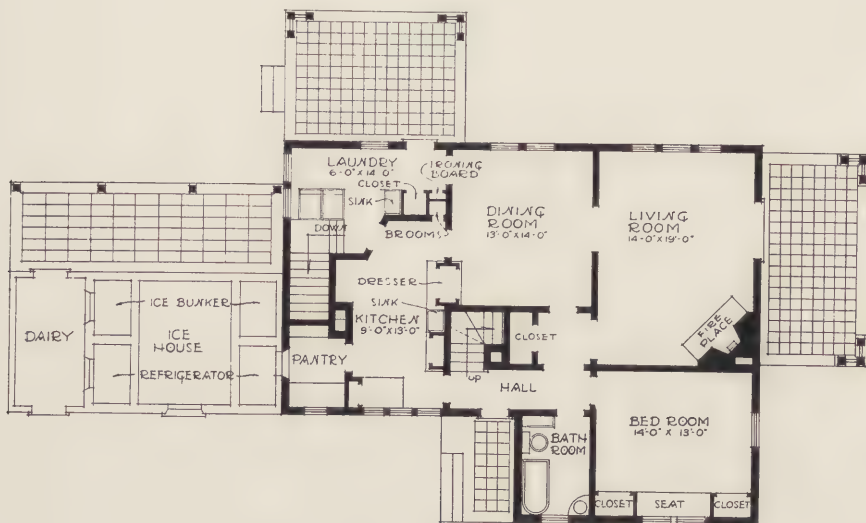 LAUNDRY
6'-0" X 14'-0"
IRONING
BOARD
CLOSET
SINK
DOWN
BROOMS
DINING
ROOM
13'-0" X 14'-0"
LIVING
ROOM
14'-0" X 19'-0"
DRESSER
SINK
KITCHEN
9'-0" X 13'-0"
DAIRY
ICE BUNKER
ICE
HOUSE
REFRIGERATOR
PANTRY
CLOSET
UP
HALL
FIRE
PLACE
BATH
ROOM
BED ROOM
14'-0" X 13'-0"
CLOSET
SEAT
CLOSET